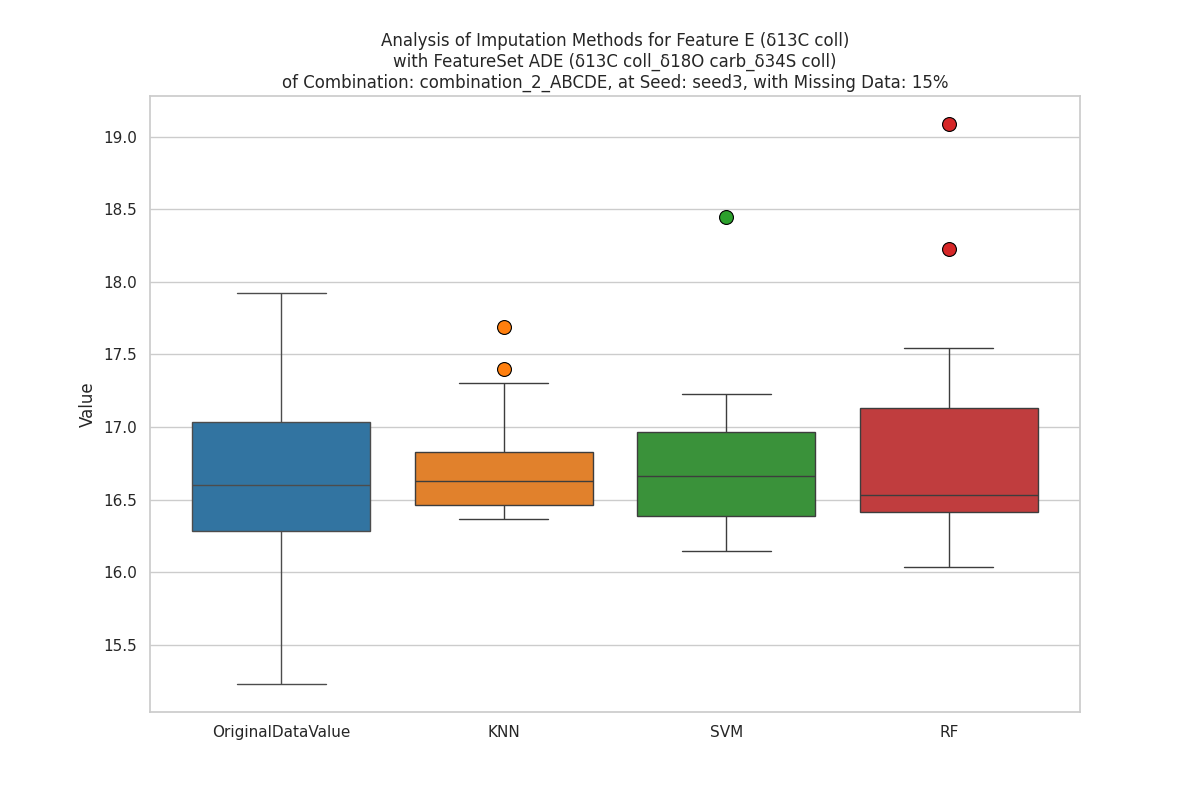 Analysis of Imputation Methods for Feature E (δ13C coll)
with FeatureSet ADE (δ13C coll_δ18O carb_δ34S coll)
of Combination: combination_2_ABCDE, at Seed: seed3, with Missing Data: 15%
19.0
18.5
18.0
17.5
17.0
16.5
16.0
15.5
Value
OriginalDataValue
KNN
SVM
RF